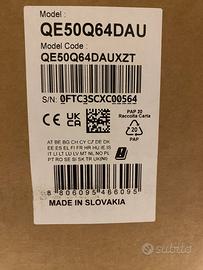 Model :
QE50Q64DAU
Model Code :
QE50Q64DAUXZT
S/N: 0FTC3SCXC00564
PAP 20
Raccolta Carta
20
PAP
UK
CA
AT BE BG CH CY CZ DE DK
EE ES EL FI FR HR HU IE IS
IT LI LT LU LV MT NL NO PL
PT RO SE SI SK TR UK(NI)
8 806095 466095
MADE IN SLOVAKIA
subito